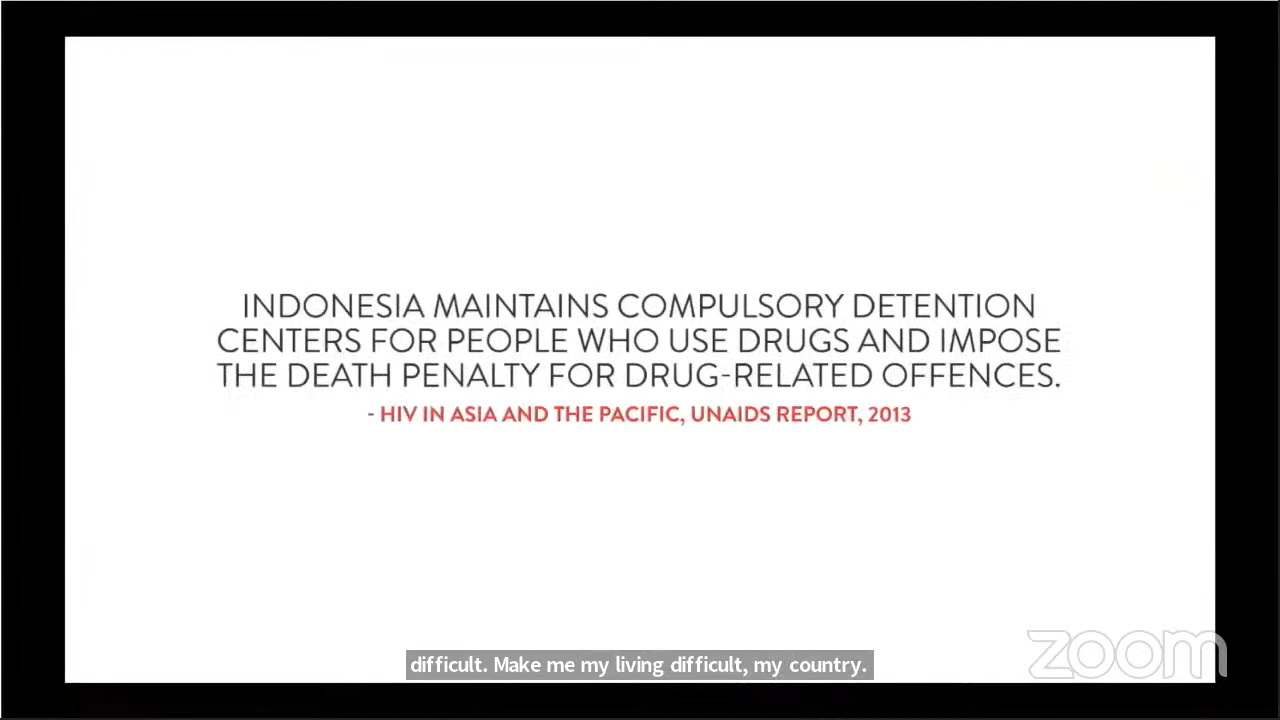 INDONESIA MAINTAINS COMPULSORY DETENTION
CENTERS FOR PEOPLE WHO USE DRUGS AND IMPOSE
THE DEATH PENALTY FOR DRUG-RELATED OFFENCES.
- HIV IN ASIA AND THE PACIFIC, UNAIDS REPORT, 2013
zoom
difficult. Make me my living difficult, my country.